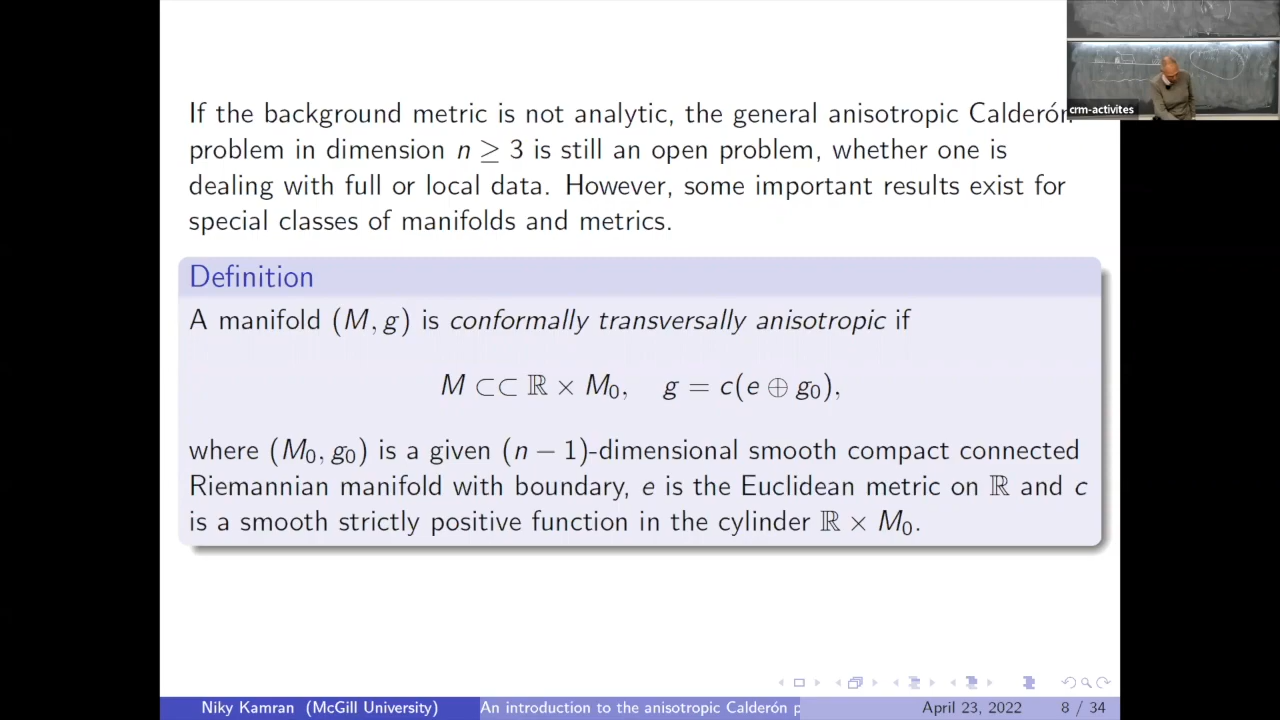 If the background metric is not analytic, the general anisotropic Calderón
problem in dimension n ≥ 3 is still an open problem, whether one is
dealing with full or local data. However, some important results exist for
special classes of manifolds and metrics.
Definition
A manifold (M, g) is conformally transversally anisotropic if
M ⊂⊂ ℝ × M₀, g = c(e ⊕ g₀),
where (M₀, g₀) is a given (n − 1)-dimensional smooth compact connected
Riemannian manifold with boundary, e is the Euclidean metric on ℝ and c
is a smooth strictly positive function in the cylinder ℝ × M₀.
crm-activites
Niky Kamran (McGill University) An introduction to the anisotropic Calderón p April 23, 2022 8 / 34